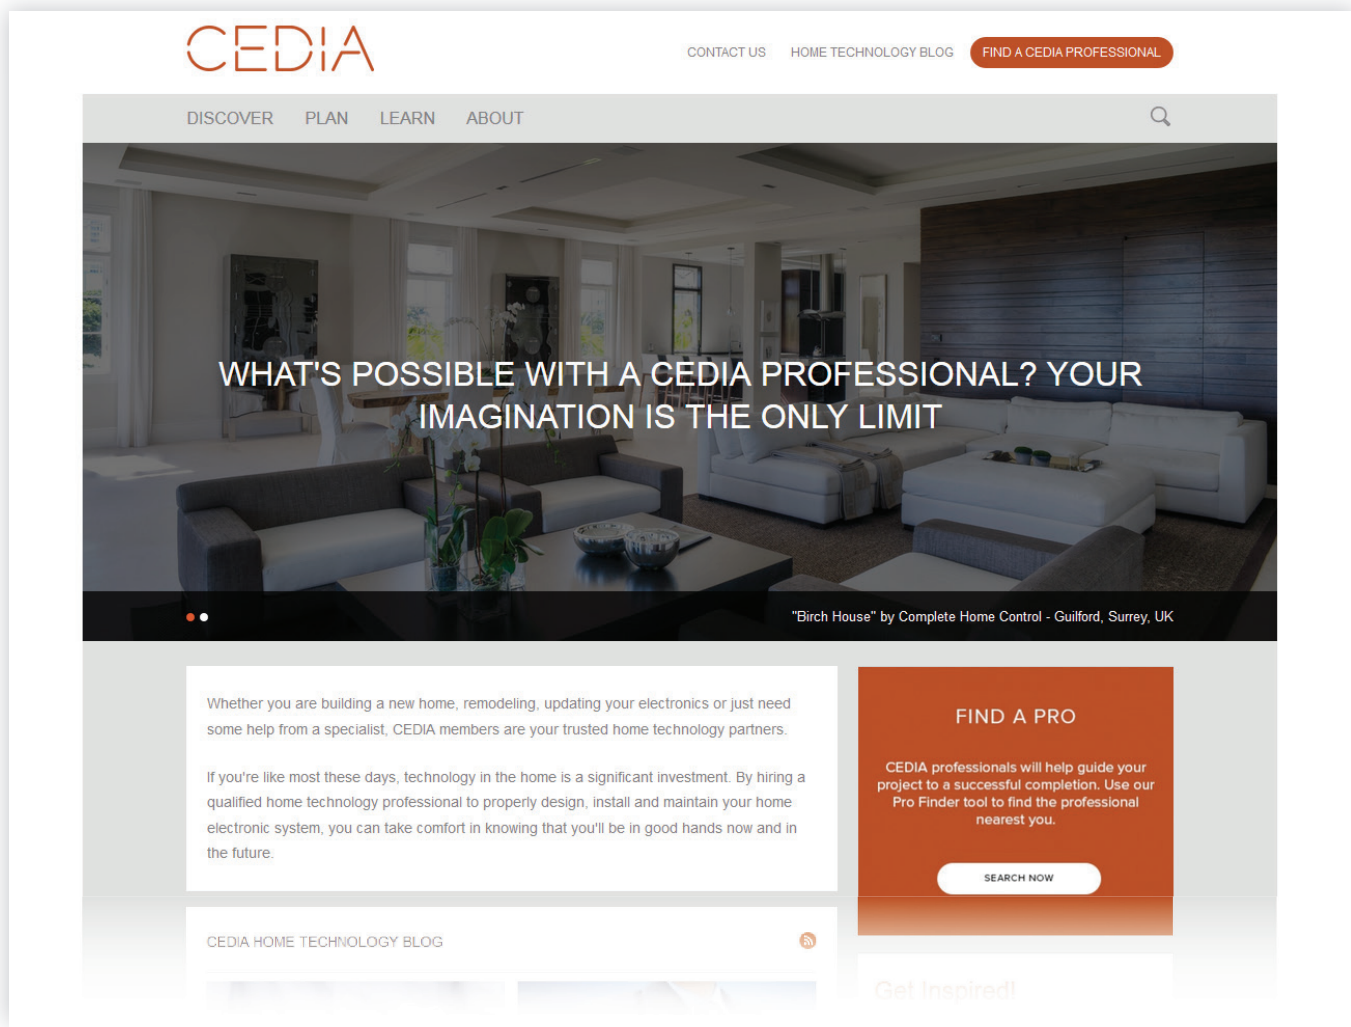 CEDIA
CONTACT US HOME TECHNOLOGY BLOG FIND A CEDIA PROFESSIONAL
DISCOVER PLAN LEARN ABOUT
WHAT'S POSSIBLE WITH A CEDIA PROFESSIONAL? YOUR
IMAGINATION IS THE ONLY LIMIT
"Birch House" by Complete Home Control - Guilford, Surrey, UK
Whether you are building a new home, remodeling, updating your electronics or just need
some help from a specialist, CEDIA members are your trusted home technology partners.
If you're like most these days, technology in the home is a significant investment. By hiring a
qualified home technology professional to properly design, install and maintain your home
electronic system, you can take comfort in knowing that you'll be in good hands now and in
the future.
FIND A PRO
CEDIA professionals will help guide your
project to a successful completion. Use our
Pro Finder tool to find the professional
nearest you.
SEARCH NOW
CEDIA HOME TECHNOLOGY BLOG
Get Inspired!